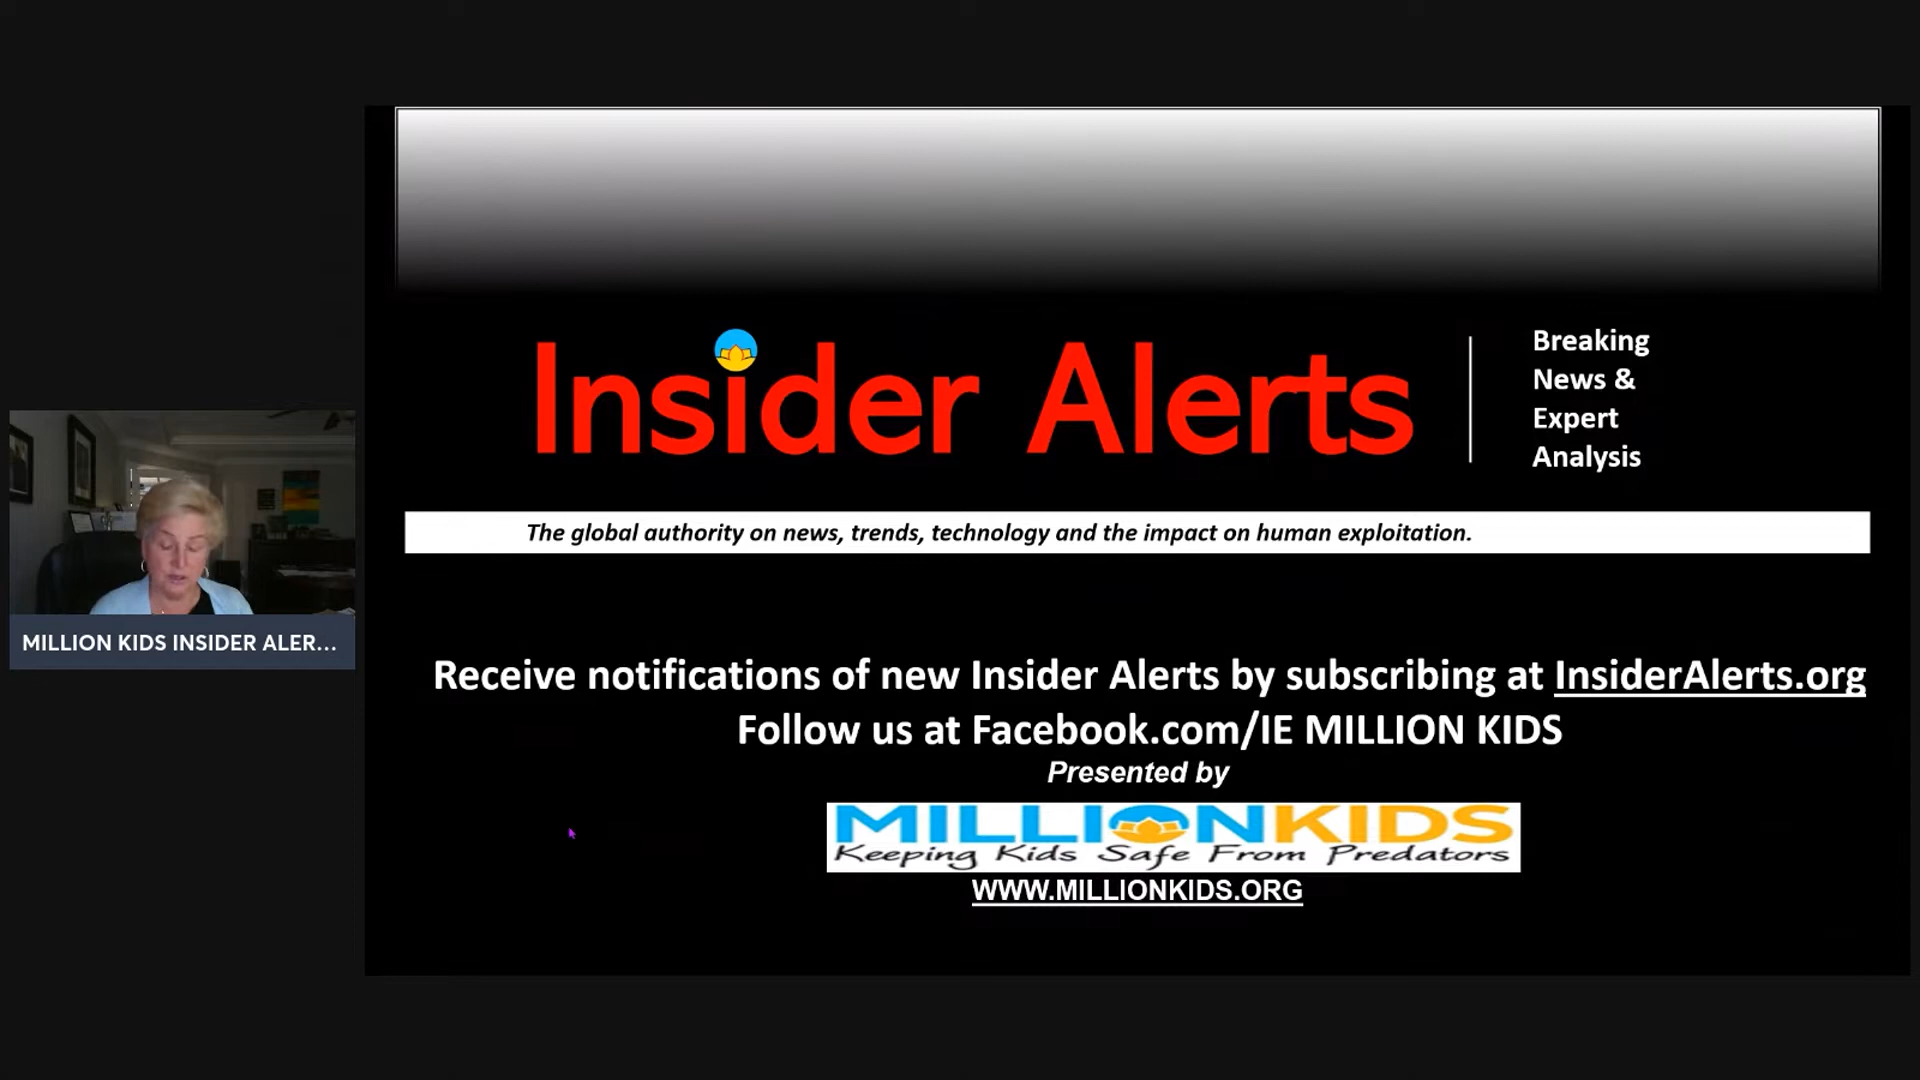 Insider Alerts
Breaking
News &
Expert
Analysis
The global authority on news, trends, technology and the impact on human exploitation.
MILLION KIDS INSIDER ALER...
Receive notifications of new Insider Alerts by subscribing at InsiderAlerts.org
Follow us at Facebook.com/IE MILLION KIDS
Presented by
MILLIONKIDS
Keeping Kids Safe From Predators
WWW.MILLIONKIDS.ORG